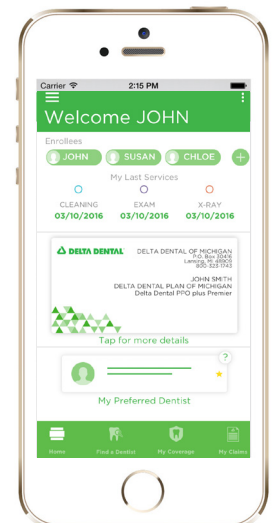 Carrier 2:15 PM
Welcome JOHN
Enrollees
JOHN SUSAN CHLOE +
My Last Services
CLEANING EXAM X-RAY
03/10/2016 03/10/2016 03/10/2016
DELTA DENTAL DELTA DENTAL OF MICHIGAN
P.O. Box 30416
Lansing, MI 48909
800-323-1743
JOHN SMITH
DELTA DENTAL PLAN OF MICHIGAN
Delta Dental PPO plus Premier
Tap for more details
?
My Preferred Dentist
Home Find a Dentist My Coverage My Claims